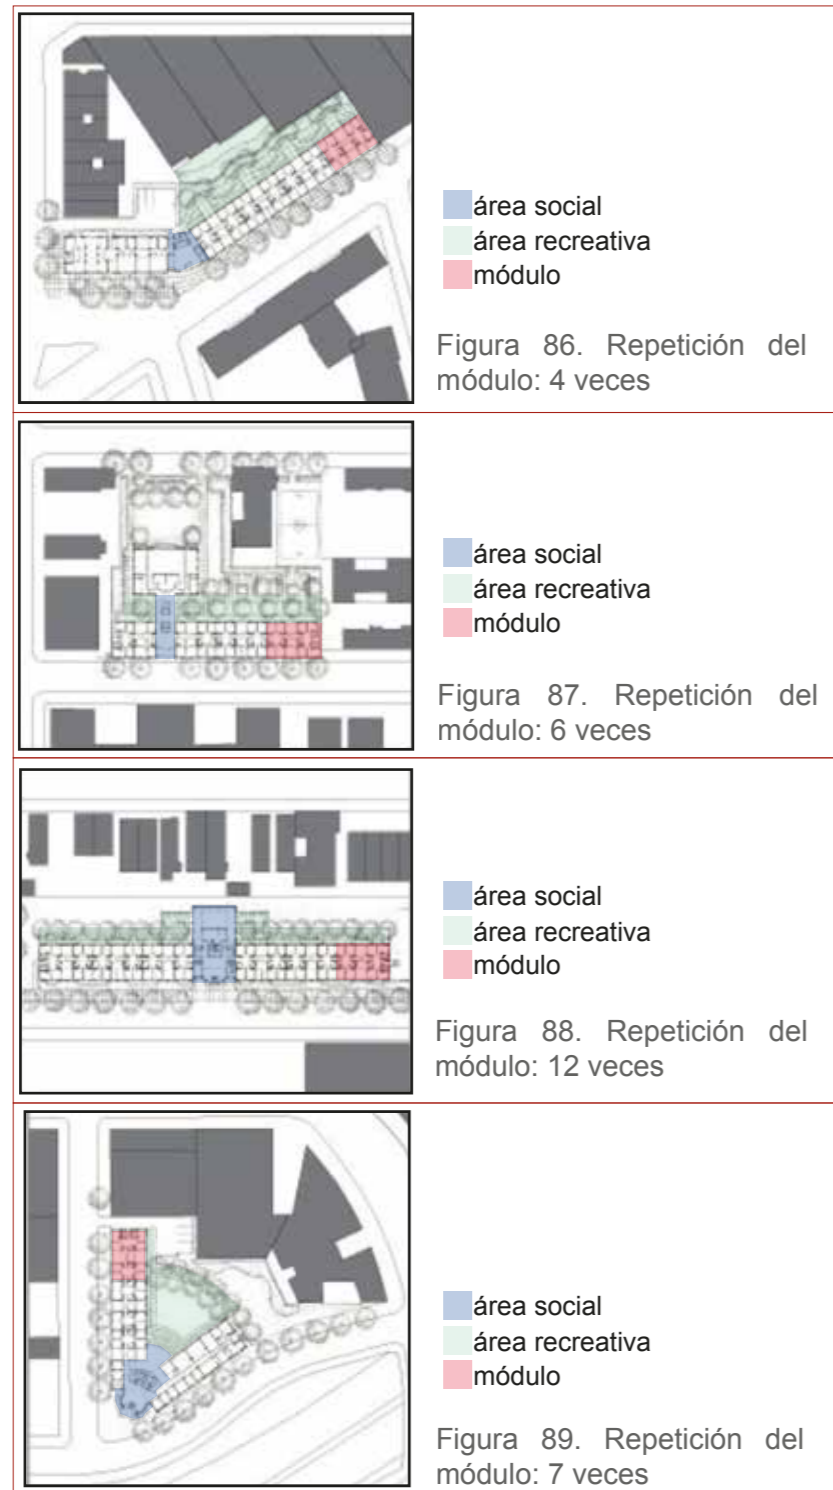 área social
área recreativa
módulo
Figura 86. Repetición del
módulo: 4 veces
área social
área recreativa
módulo
Figura 87. Repetición del
módulo: 6 veces
área social
área recreativa
módulo
Figura 88. Repetición del
módulo: 12 veces
área social
área recreativa
módulo
Figura 89. Repetición del
módulo: 7 veces